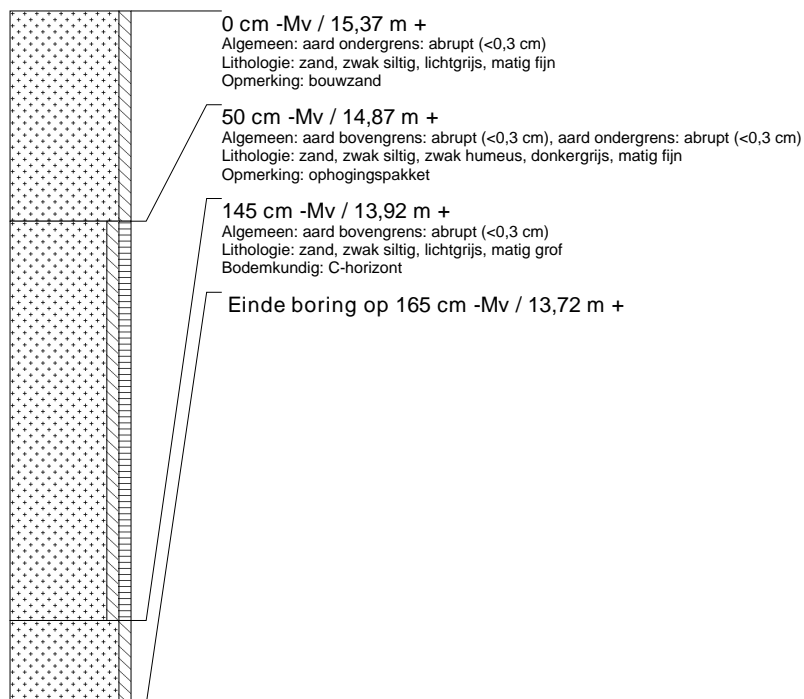 0 cm -Mv / 15,37 m +
Algemeen: aard ondergrens: abrupt (<0,3 cm)
Lithologie: zand, zwak siltig, lichtgrijs, matig fijn
Opmerking: bouwzand
50 cm -Mv / 14,87 m +
Algemeen: aard bovengrens: abrupt (<0,3 cm), aard ondergrens: abrupt (<0,3 cm)
Lithologie: zand, zwak siltig, zwak humeus, donkergrijs, matig fijn
Opmerking: ophogingspakket
145 cm -Mv / 13,92 m +
Algemeen: aard bovengrens: abrupt (<0,3 cm)
Lithologie: zand, zwak siltig, lichtgrijs, matig grof
Bodemkundig: C-horizont
Einde boring op 165 cm -Mv / 13,72 m +